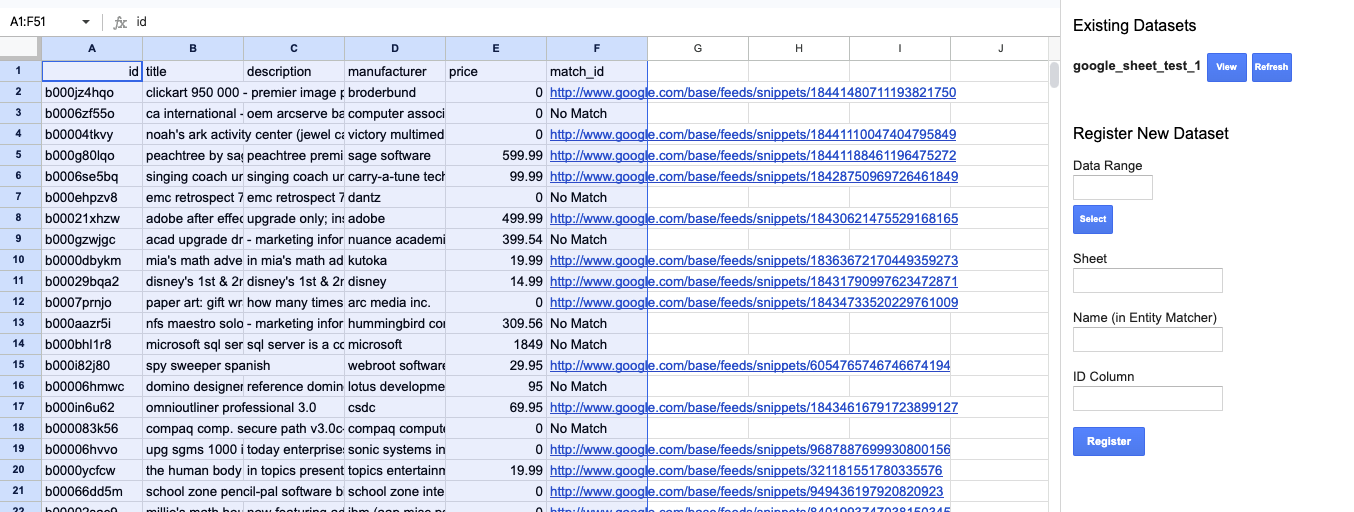 A1:F51 fx id
A B C D E F G H I J
1 id title description manufacturer price match_id
2 b000jz4hqo clickart 950 000 - premier image p broderbund 0 http://www.google.com/base/feeds/snippets/18441480711193821750
3 b0006zf55o ca international - oem arcserve ba computer associ 0 No Match
4 b00004tkvy noah's ark activity center (jewel ca victory multimed 0 http://www.google.com/base/feeds/snippets/18441110047404795849
5 b000g80lqo peachtree by sag peachtree premi sage software 599.99 http://www.google.com/base/feeds/snippets/18441188461196475272
6 b0006se5bq singing coach un singing coach un carry-a-tune tech 99.99 http://www.google.com/base/feeds/snippets/18428750969726461849
7 b000ehpzv8 emc retrospect 7 emc retrospect 7 dantz 0 No Match
8 b00021xhzw adobe after effec upgrade only; ins adobe 499.99 http://www.google.com/base/feeds/snippets/18430621475529168165
9 b000gzwjgc acad upgrade dr - marketing infor nuance academi 399.54 No Match
10 b0000dbykm mia's math adve in mia's math ad kutoka 19.99 http://www.google.com/base/feeds/snippets/18363672170449359273
11 b00029bqa2 disney's 1st & 2r disney's 1st & 2r disney 14.99 http://www.google.com/base/feeds/snippets/18431790997623472871
12 b0007prnjo paper art: gift wr how many times arc media inc. 0 http://www.google.com/base/feeds/snippets/18434733520229761009
13 b000aazr5i nfs maestro solo - marketing infor hummingbird co 309.56 No Match
14 b000bhl1r8 microsoft sql ser sql server is a co microsoft 1849 No Match
15 b000i82j80 spy sweeper spanish webroot software 29.95 http://www.google.com/base/feeds/snippets/6054765746746674194
16 b00006hmwc domino designer reference domin lotus developme 95 No Match
17 b000in6u62 omnioutliner professional 3.0 csdc 69.95 http://www.google.com/base/feeds/snippets/18434616791723899127
18 b000083k56 compaq comp. secure path v3.0c compaq comput 0 No Match
19 b00006hvvo upg sgms 1000 i today enterprise sonic systems in 0 http://www.google.com/base/feeds/snippets/9687887699930800156
20 b0000ycfcw the human body in topics present topics entertainn 19.99 http://www.google.com/base/feeds/snippets/321181551780335576
21 b00066dd5m school zone pencil-pal software b school zone inte 0 http://www.google.com/base/feeds/snippets/949436197920820923
Existing Datasets
google_sheet_test_1 View Refresh
Register New Dataset
Data Range
Select
Sheet
Name (in Entity Matcher)
ID Column
Register